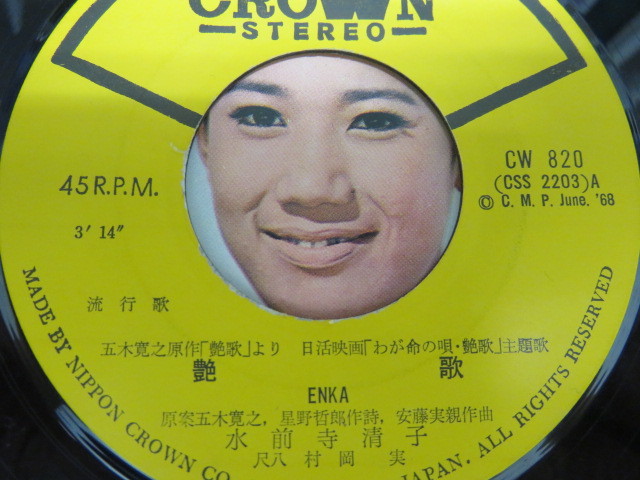 CROWN
STEREO
45 R.P.M.
CW 820
(CSS 2203)A
© C. M. P. June, '68
3′ 14″
流行歌
五木寛之原作「艶歌」より 日活映画「わが命の唄・艶歌」主題歌
艶歌
ENKA
原案五木寛之, 星野哲郎作詩, 安藤実親作曲
水前寺清子
尺八 村岡実
MADE BY NIPPON CROWN CO
JAPAN. ALL RIGHTS RESERVED